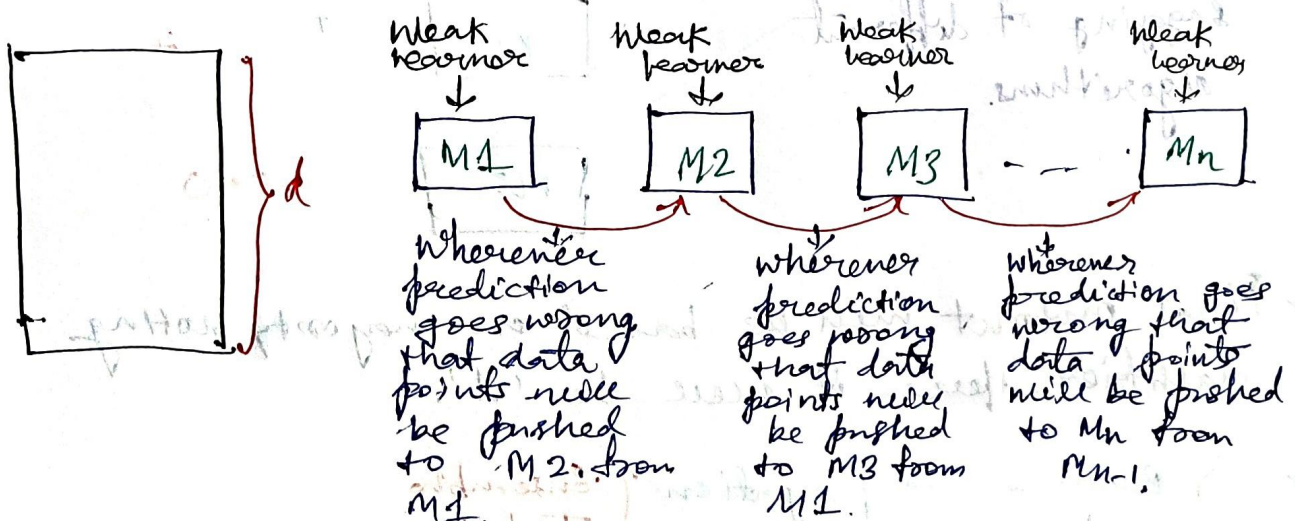 Weak
learner
Weak
learner
Weak
learner
Weak
learner
d
M1
M2
M3
- - -
Mn
Whenever
prediction
goes wrong
that data
points will
be pushed
to M2 from
M1.
whenever
prediction
goes wrong
that data
points will
be pushed
to M3 from
M1.
whenever
prediction goes
wrong that
data points
will be pushed
to Mn from
Mn-1.